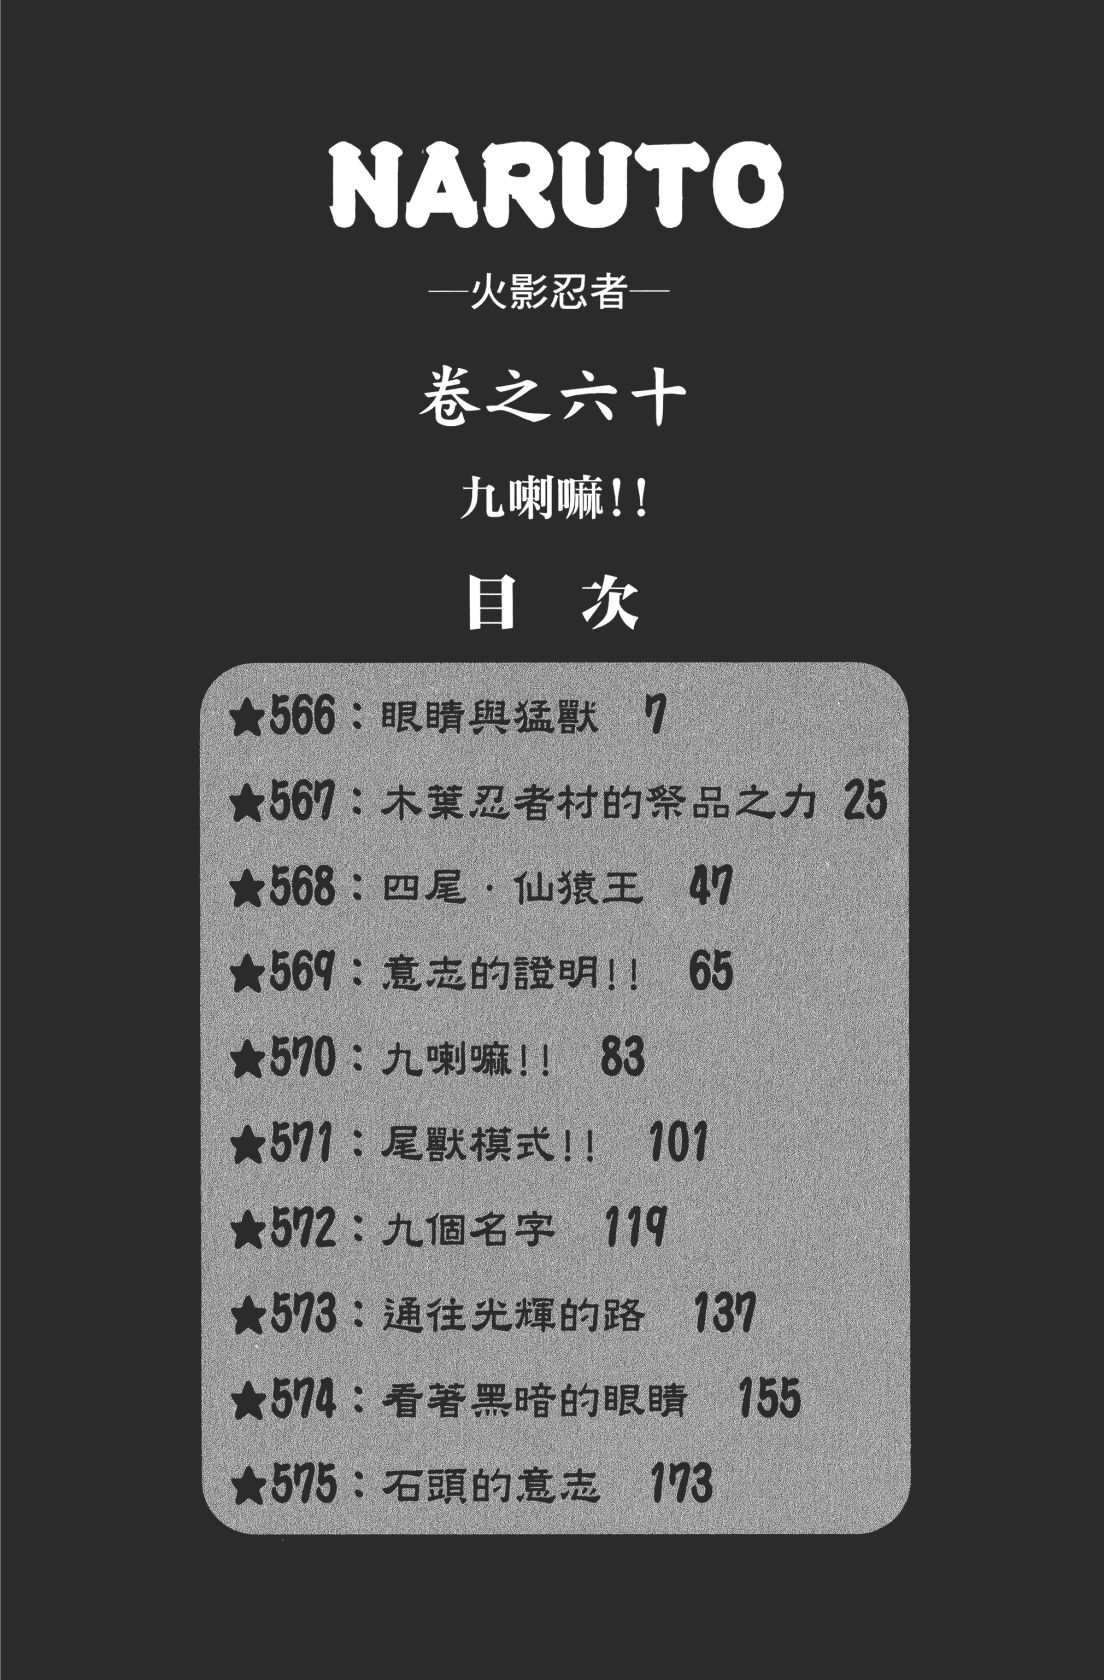 NARUTO
─火影忍者─
卷之六十
九喇嘛!!
目 次
★566：眼睛與猛獸 7
★567：木葉忍者村的祭品之力 25
★568：四尾．仙猿王 47
★569：意志的證明!! 65
★570：九喇嘛!! 83
★571：尾獸模式!! 101
★572：九個名字 119
★573：通往光輝的路 137
★574：看著黑暗的眼睛 155
★575：石頭的意志 173